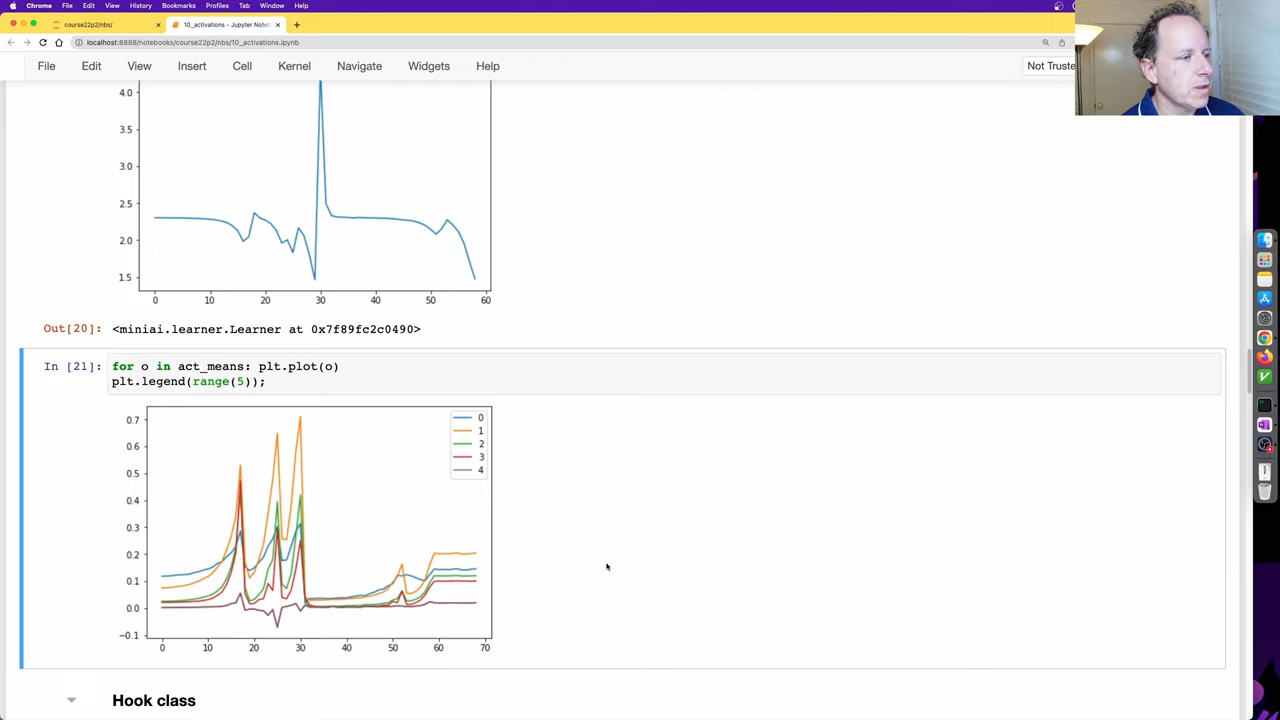 Chrome File Edit View History Bookmarks Profiles Tab Window Help
course22p2/nbs/
10_activations - Jupyter Note
localhost:8888/notebooks/course22p2/nbs/10_activations.ipynb
File Edit View Insert Cell Kernel Navigate Widgets Help
Not Truste
4.0
3.5
3.0
2.5
2.0
1.5
0 10 20 30 40 50 60
Out[20]: <miniai.learner.Learner at 0x7f89fc2c0490>
In [21]: for o in act_means: plt.plot(o)
plt.legend(range(5));
0.7
0.6
0.5
0.4
0.3
0.2
0.1
0.0
−0.1
0
1
2
3
4
0 10 20 30 40 50 60 70
Hook class